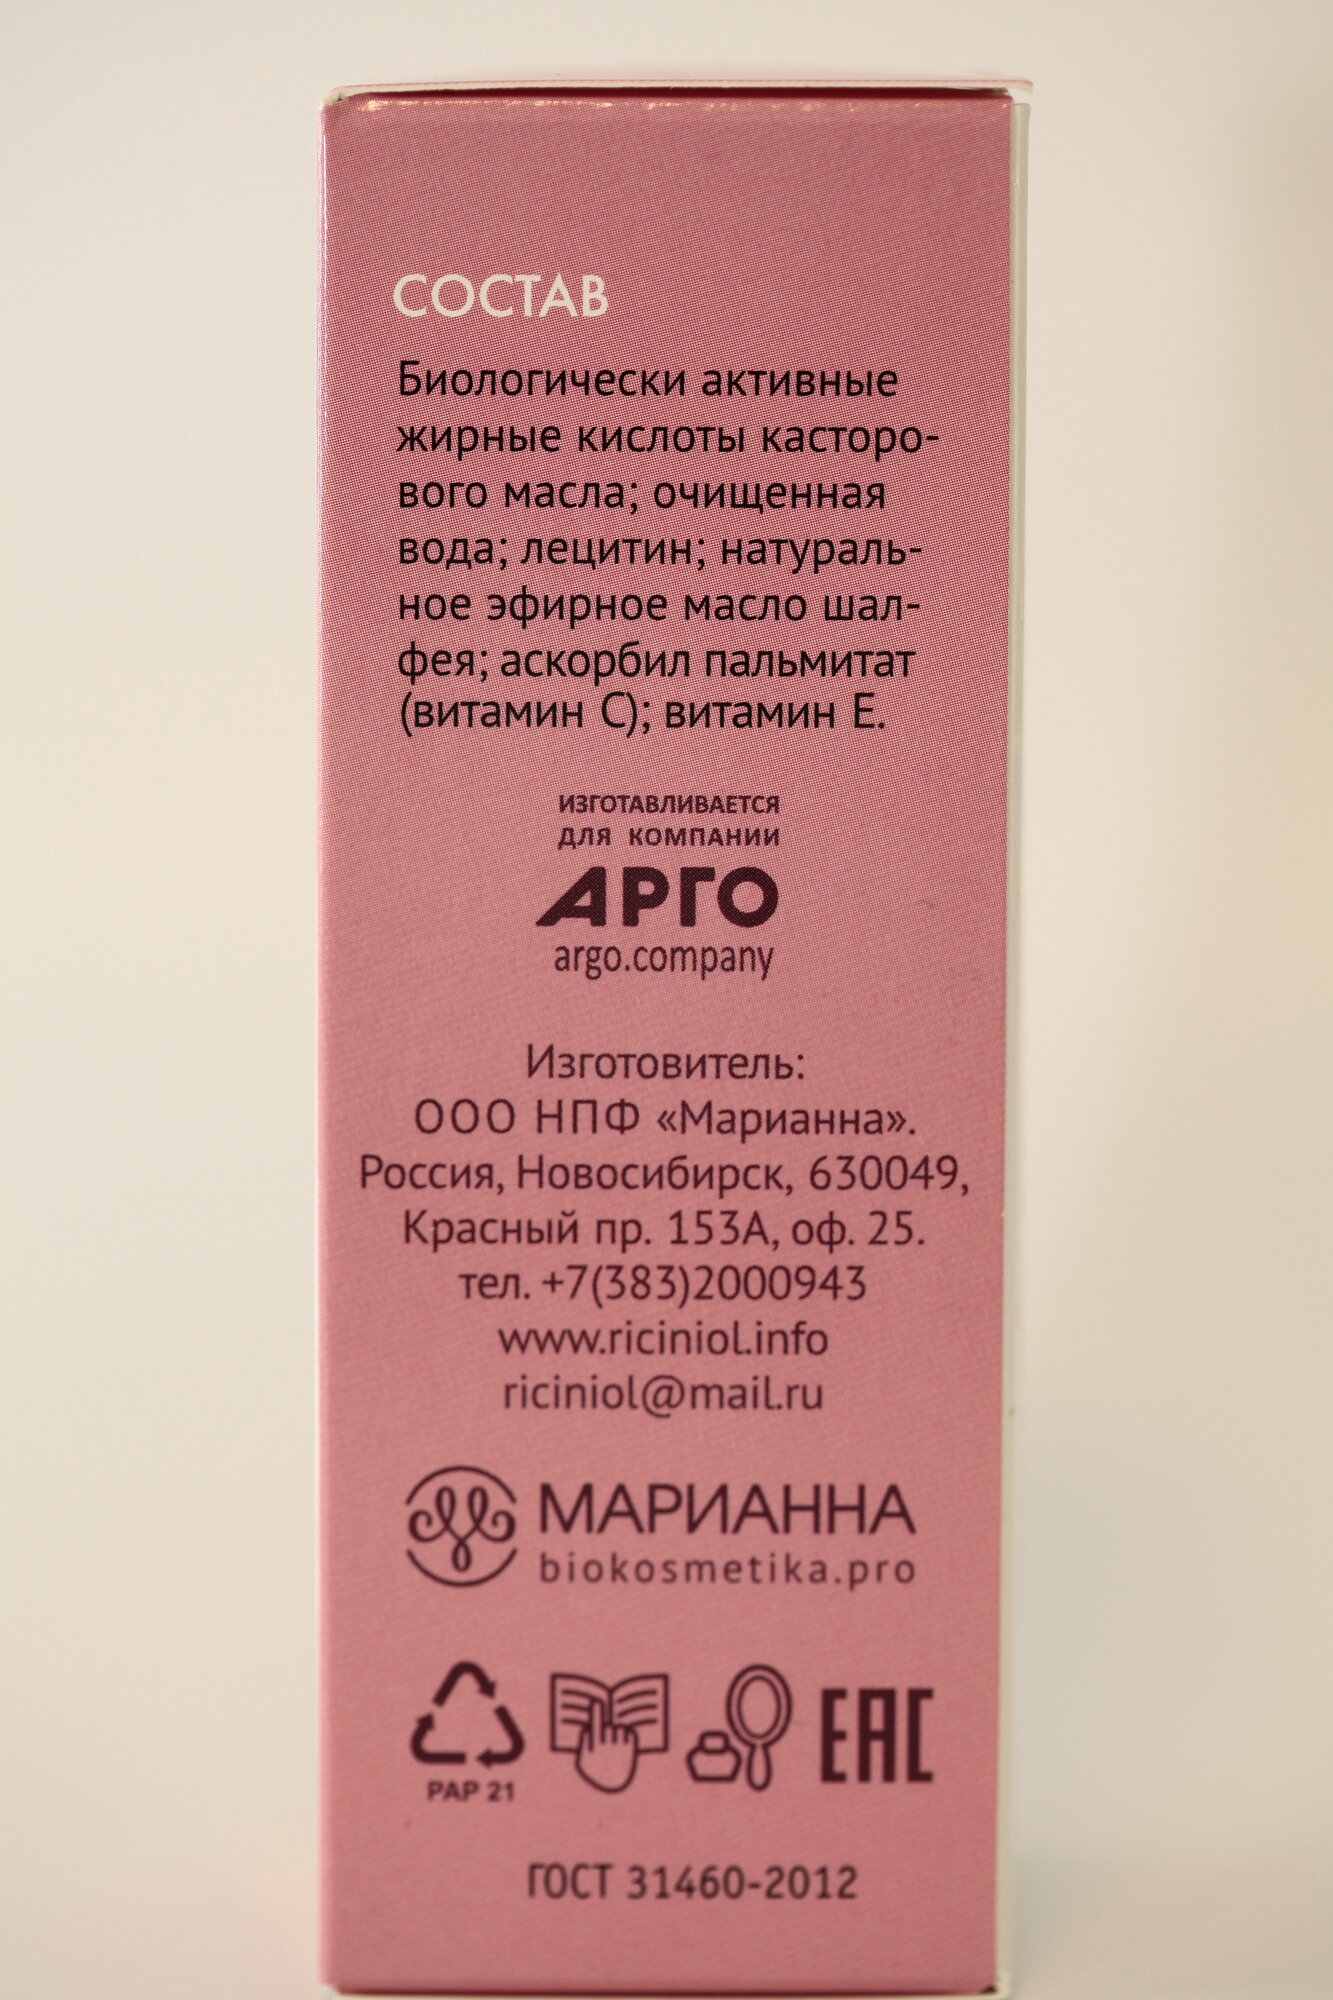 СОСТАВ
Биологически активные
жирные кислоты касторо-
вого масла; очищенная
вода; лецитин; натураль-
ное эфирное масло шал-
фея; аскорбил пальмитат
(витамин С); витамин Е.
ИЗГОТАВЛИВАЕТСЯ
ДЛЯ КОМПАНИИ
АРГО
argo.company
Изготовитель:
ООО НПФ «Марианна».
Россия, Новосибирск, 630049,
Красный пр. 153А, оф. 25.
тел. +7(383)2000943
www.riciniol.info
riciniol@mail.ru
МАРИАННА
biokosmetika.pro
EAC
PAP 21
ГОСТ 31460-2012